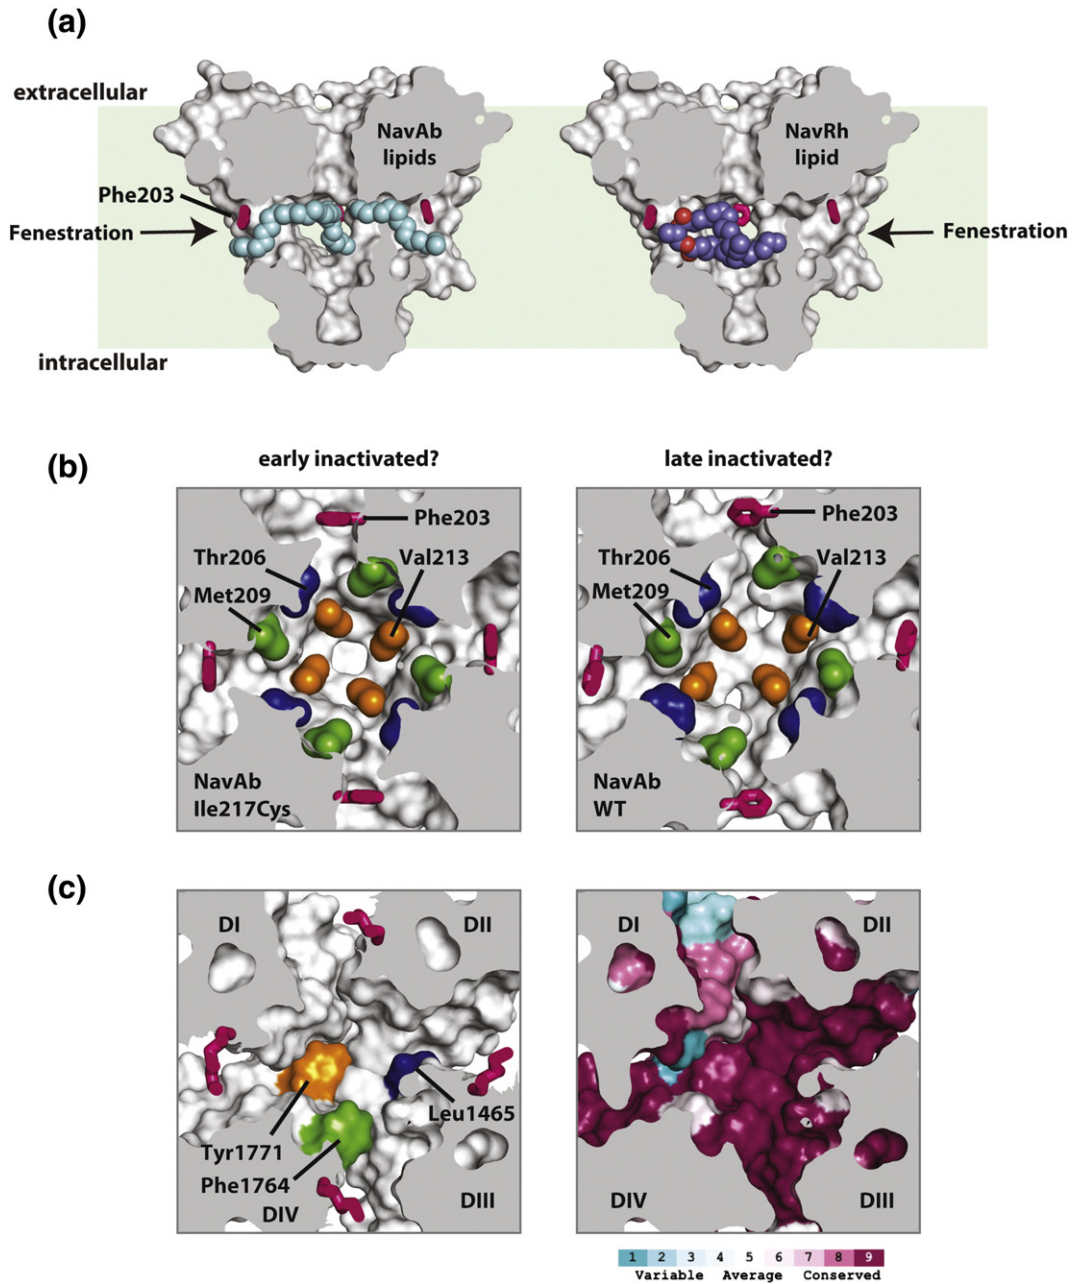 (a)
extracellular
NavAb
lipids
NavRh
lipid
Phe203
Fenestration
Fenestration
intracellular
(b)
early inactivated?
late inactivated?
Phe203
Thr206
Val213
Met209
NavAb
Ile217Cys
Phe203
Thr206
Val213
Met209
NavAb
WT
(c)
DI
DII
Leu1465
Tyr1771
Phe1764
DIV
DIII
DI
DII
DIV
DIII
1 2 3 4 5 6 7 8 9
Variable Average Conserved